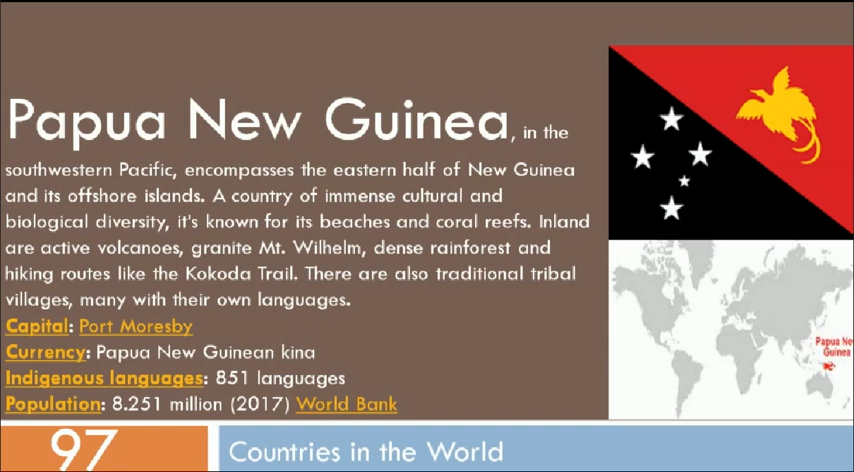 Papua New Guinea, in the
southwestern Pacific, encompasses the eastern half of New Guinea
and its offshore islands. A country of immense cultural and
biological diversity, it's known for its beaches and coral reefs. Inland
are active volcanoes, granite Mt. Wilhelm, dense rainforest and
hiking routes like the Kokoda Trail. There are also traditional tribal
villages, many with their own languages.
Capital: Port Moresby
Currency: Papua New Guinean kina
Indigenous languages: 851 languages
Population: 8.251 million (2017) World Bank
Papua Ne
Guinea
97
Countries in the World